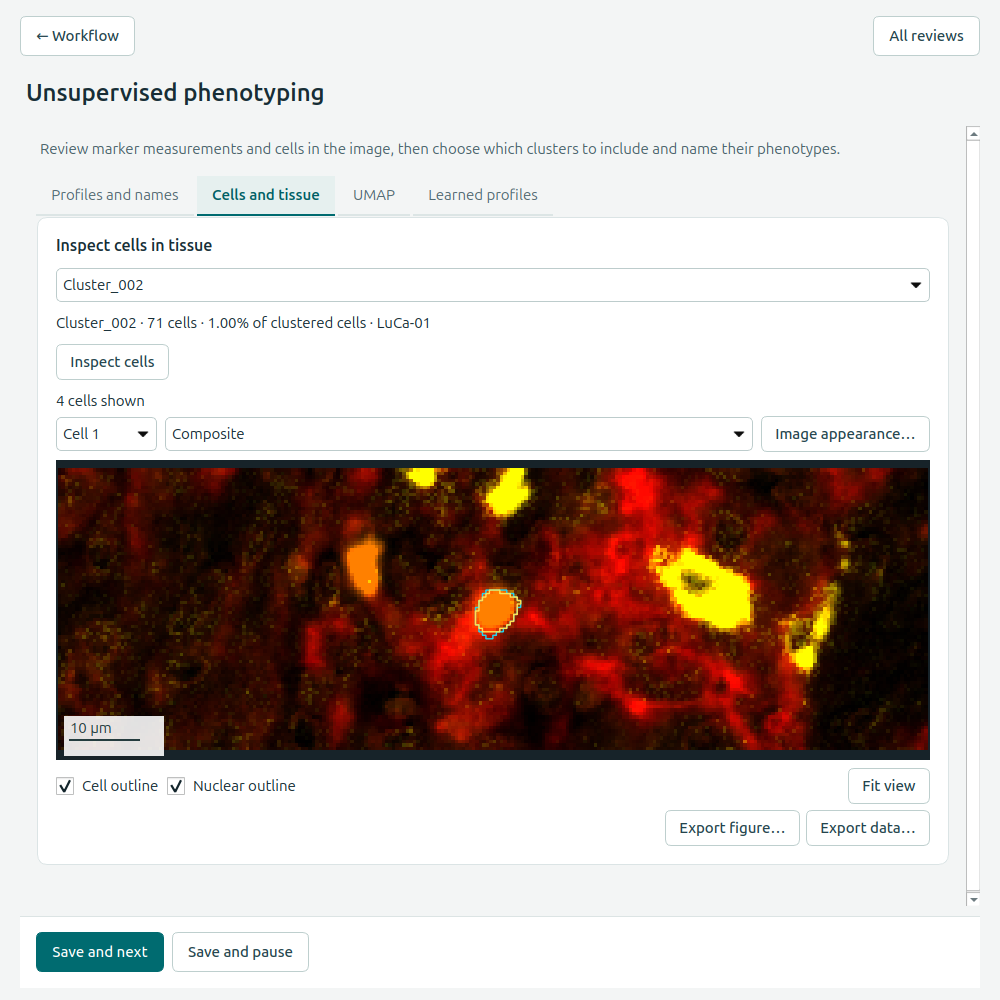 ← Workflow
All reviews
Unsupervised phenotyping
Review marker measurements and cells in the image, then choose which clusters to include and name their phenotypes.
Profiles and names
Cells and tissue
UMAP
Learned profiles
Inspect cells in tissue
Cluster_002
Cluster_002 · 71 cells · 1.00% of clustered cells · LuCa-01
Inspect cells
4 cells shown
Cell 1
Composite
Image appearance…
10 µm
Cell outline
Nuclear outline
Fit view
Export figure…
Export data…
Save and next
Save and pause